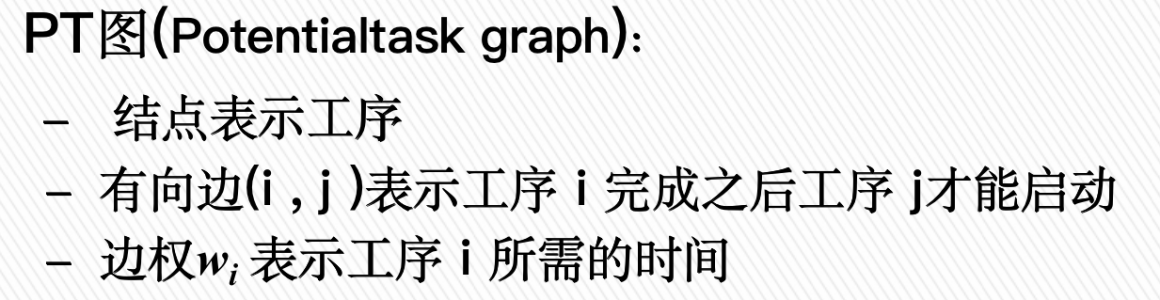 PT图(Potentialtask graph):
– 结点表示工序
– 有向边(i , j )表示工序 i 完成之后工序 j才能启动
– 边权wᵢ 表示工序 i 所需的时间